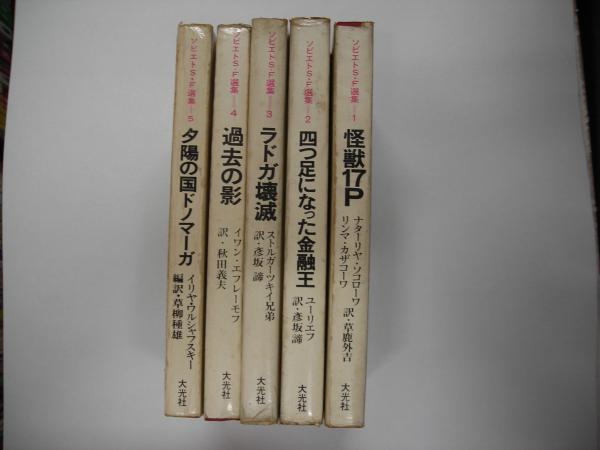 ソビエトS・F選集―1
怪獣17P
ナターリヤ・ソコローワ
リンマ・カザコーワ
訳・草鹿外吉
大光社
ソビエトS・F選集―2
四つ足になった金融王
ユーリエフ
訳・彦坂諦
大光社
ソビエトS・F選集―3
ラドガ壊滅
ストルガーツキイ兄弟
訳・彦坂諦
大光社
ソビエトS・F選集―4
過去の影
イワン・エフレーモフ
訳・秋田義夫
大光社
ソビエトS・F選集―5
夕陽の国ドノマーガ
イリヤ・ワルシャフスキー
編訳・草柳種雄
大光社